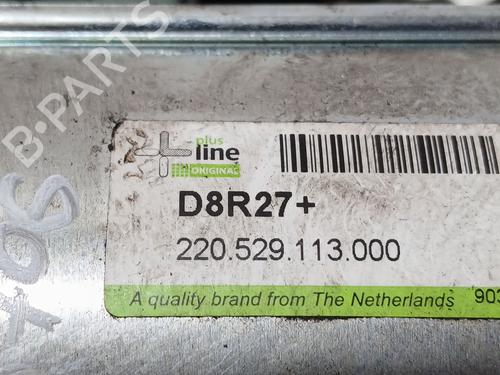 B-PARTS
plus
line
ORIGINAL
D8R27+
220.529.113.000
A quality brand from The Netherlands
903